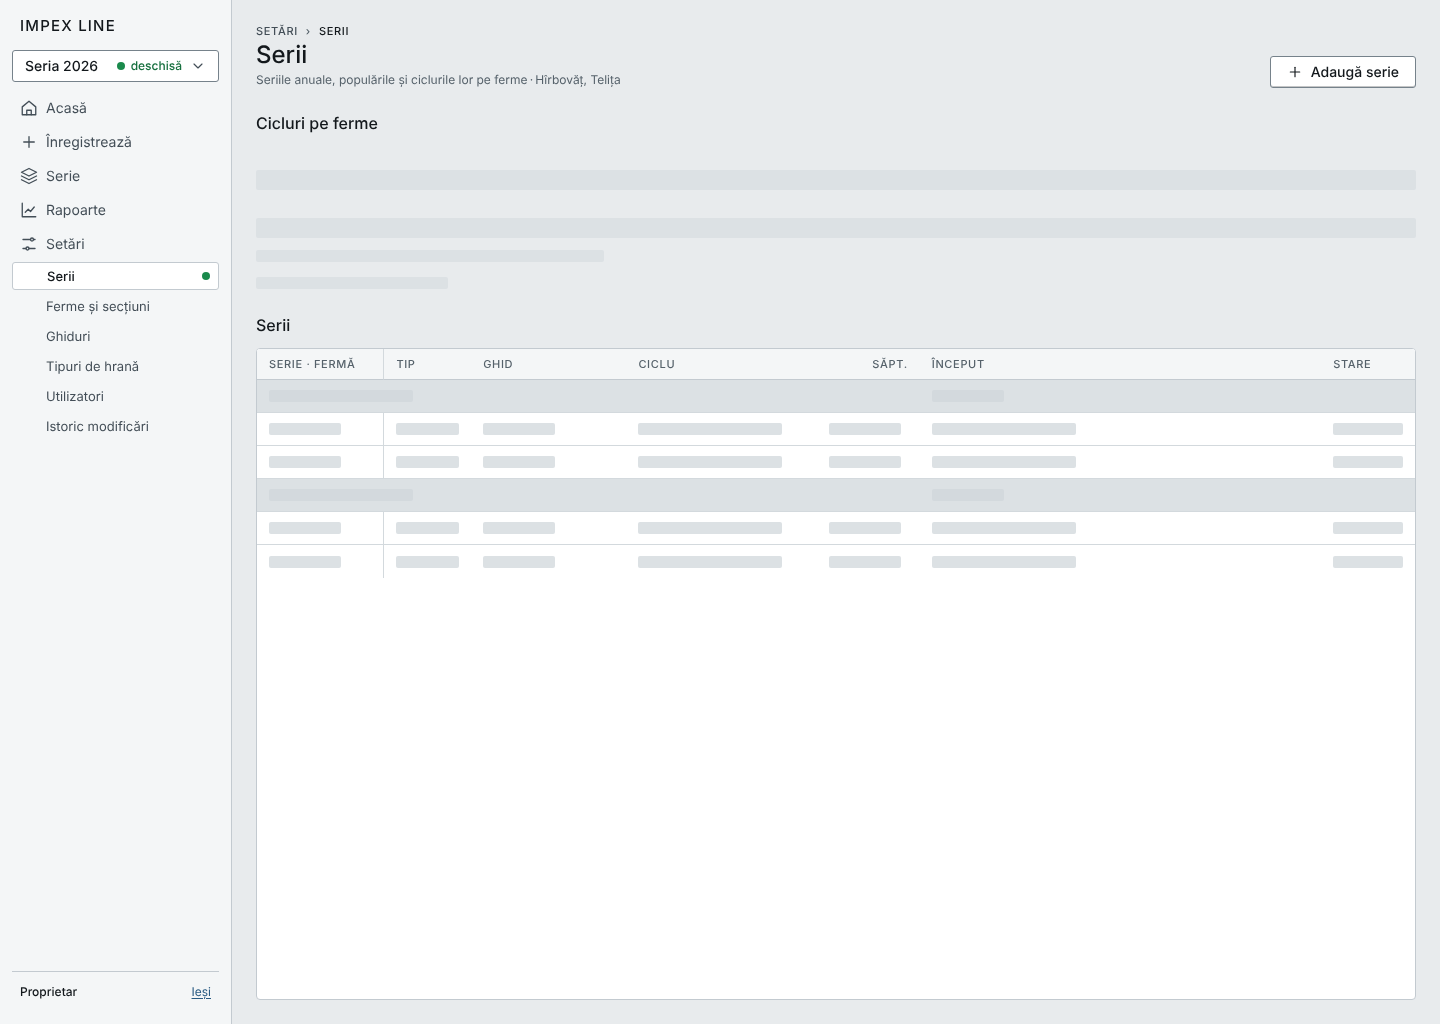 IMPEX LINE
Seria 2026 deschisă
Acasă
Înregistrează
Serie
Rapoarte
Setări
Serii
Ferme și secțiuni
Ghiduri
Tipuri de hrană
Utilizatori
Istoric modificări
Proprietar Ieși
SETĂRI › SERII
Serii
Seriile anuale, populările și ciclurile lor pe ferme · Hîrbovăț, Telița
Adaugă serie
Cicluri pe ferme
Serii
SERIE · FERMĂ TIP GHID CICLU SĂPT. ÎNCEPUT STARE